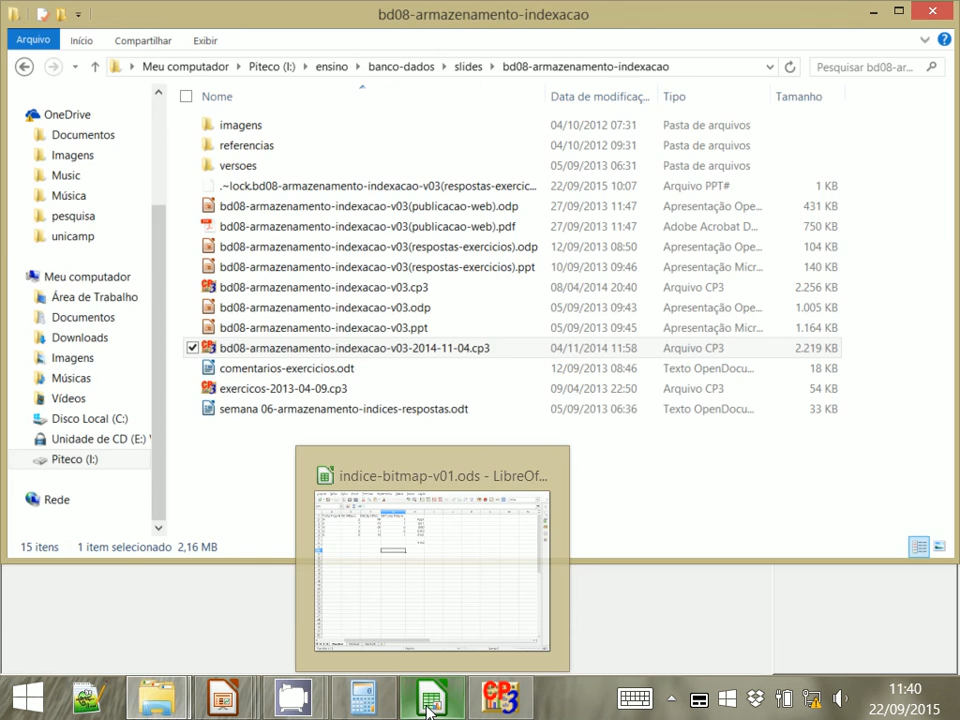 bd08-armazenamento-indexacao
Arquivo Início Compartilhar Exibir
Meu computador Piteco (I:) ensino banco-dados slides bd08-armazenamento-indexacao Pesquisar bd08-ar...
Nome Data de modificaç... Tipo Tamanho
OneDrive
Documentos
Imagens
Music
Música
pesquisa
unicamp
Meu computador
Área de Trabalho
Documentos
Downloads
Imagens
Músicas
Vídeos
Disco Local (C:)
Unidade de CD (E:)
Piteco (I:)
Rede
imagens 04/10/2012 07:31 Pasta de arquivos
referencias 04/10/2012 09:31 Pasta de arquivos
versoes 05/09/2013 06:31 Pasta de arquivos
.~lock.bd08-armazenamento-indexacao-v03(respostas-exercic... 22/09/2015 10:07 Arquivo PPT# 1 KB
bd08-armazenamento-indexacao-v03(publicacao-web).odp 27/09/2013 11:47 Apresentação Ope... 431 KB
bd08-armazenamento-indexacao-v03(publicacao-web).pdf 27/09/2013 11:47 Adobe Acrobat D... 750 KB
bd08-armazenamento-indexacao-v03(respostas-exercicios).odp 12/09/2013 08:50 Apresentação Ope... 104 KB
bd08-armazenamento-indexacao-v03(respostas-exercicios).ppt 10/09/2013 09:46 Apresentação Micr... 140 KB
bd08-armazenamento-indexacao-v03.cp3 08/04/2014 20:40 Arquivo CP3 2.256 KB
bd08-armazenamento-indexacao-v03.odp 05/09/2013 09:43 Apresentação Ope... 1.005 KB
bd08-armazenamento-indexacao-v03.ppt 05/09/2013 09:45 Apresentação Micr... 1.164 KB
bd08-armazenamento-indexacao-v03-2014-11-04.cp3 04/11/2014 11:58 Arquivo CP3 2.219 KB
comentarios-exercicios.odt 12/09/2013 08:46 Texto OpenDocu... 18 KB
exercicos-2013-04-09.cp3 09/04/2013 22:50 Arquivo CP3 54 KB
semana 06-armazenamento-indices-respostas.odt 05/09/2013 06:36 Texto OpenDocu... 33 KB
15 itens 1 item selecionado 2,16 MB
indice-bitmap-v01.ods - LibreOf...
CP3
11:40
22/09/2015